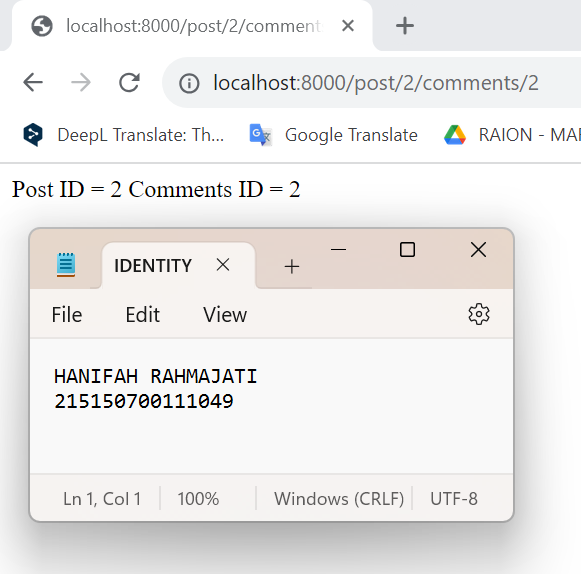 localhost:8000/post/2/comment
localhost:8000/post/2/comments/2
DeepL Translate: Th... Google Translate RAION - MA
Post ID = 2 Comments ID = 2
IDENTITY
File Edit View
HANIFAH RAHMAJATI
215150700111049
Ln 1, Col 1 100% Windows (CRLF) UTF-8